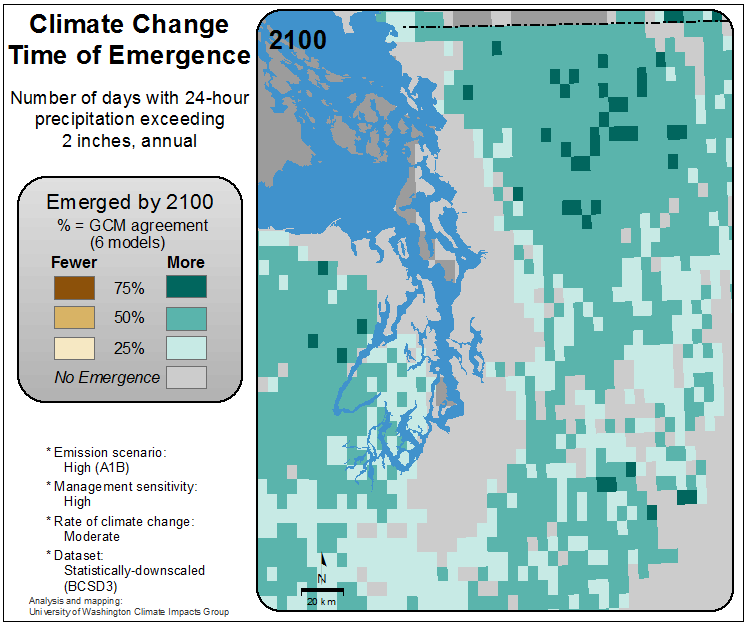 Climate Change
Time of Emergence
Number of days with 24-hour
precipitation exceeding
2 inches, annual
Emerged by 2100
% = GCM agreement
(6 models)
Fewer More
75%
50%
25%
No Emergence
* Emission scenario:
High (A1B)
* Management sensitivity:
High
* Rate of climate change:
Moderate
* Dataset:
Statistically-downscaled
(BCSD3)
Analysis and mapping:
University of Washington Climate Impacts Group
2100
N
20 km